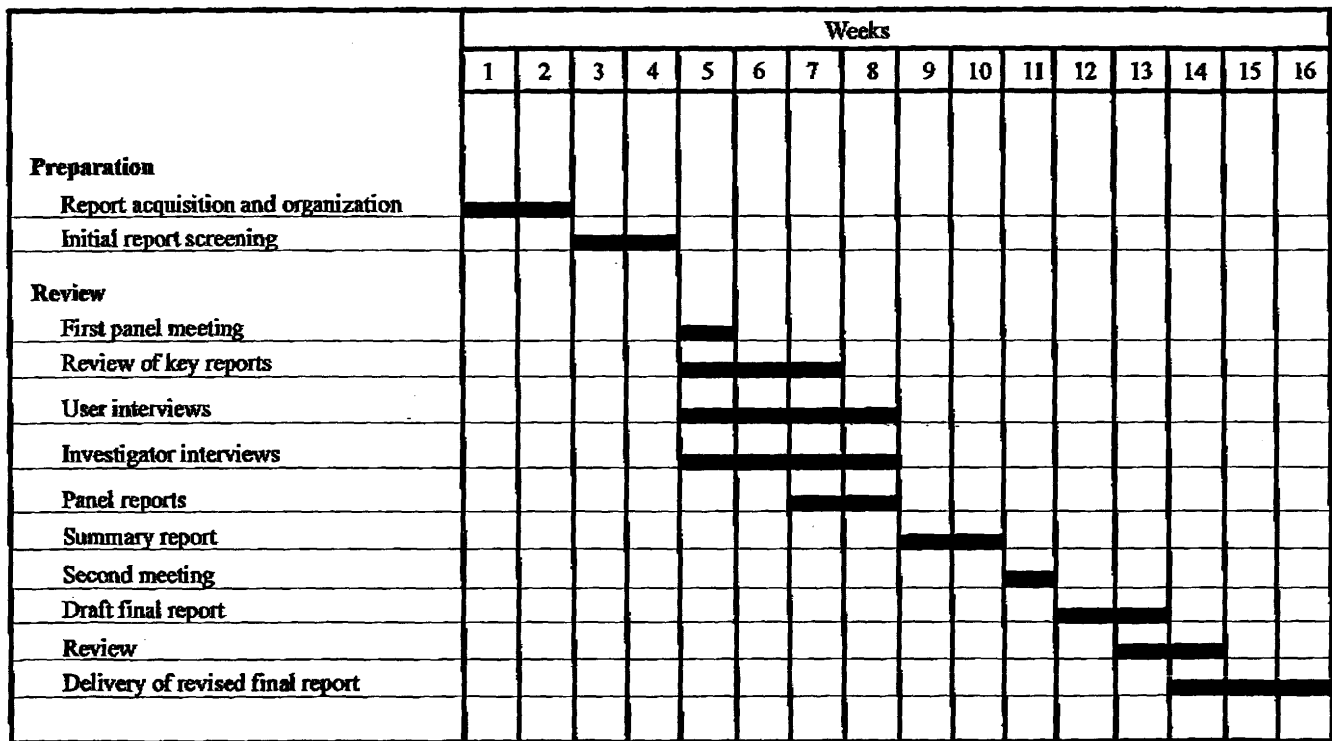 Weeks
1 2 3 4 5 6 7 8 9 10 11 12 13 14 15 16
Preparation
Report acquisition and organization
Initial report screening
Review
First panel meeting
Review of key reports
User interviews
Investigator interviews
Panel reports
Summary report
Second meeting
Draft final report
Review
Delivery of revised final report